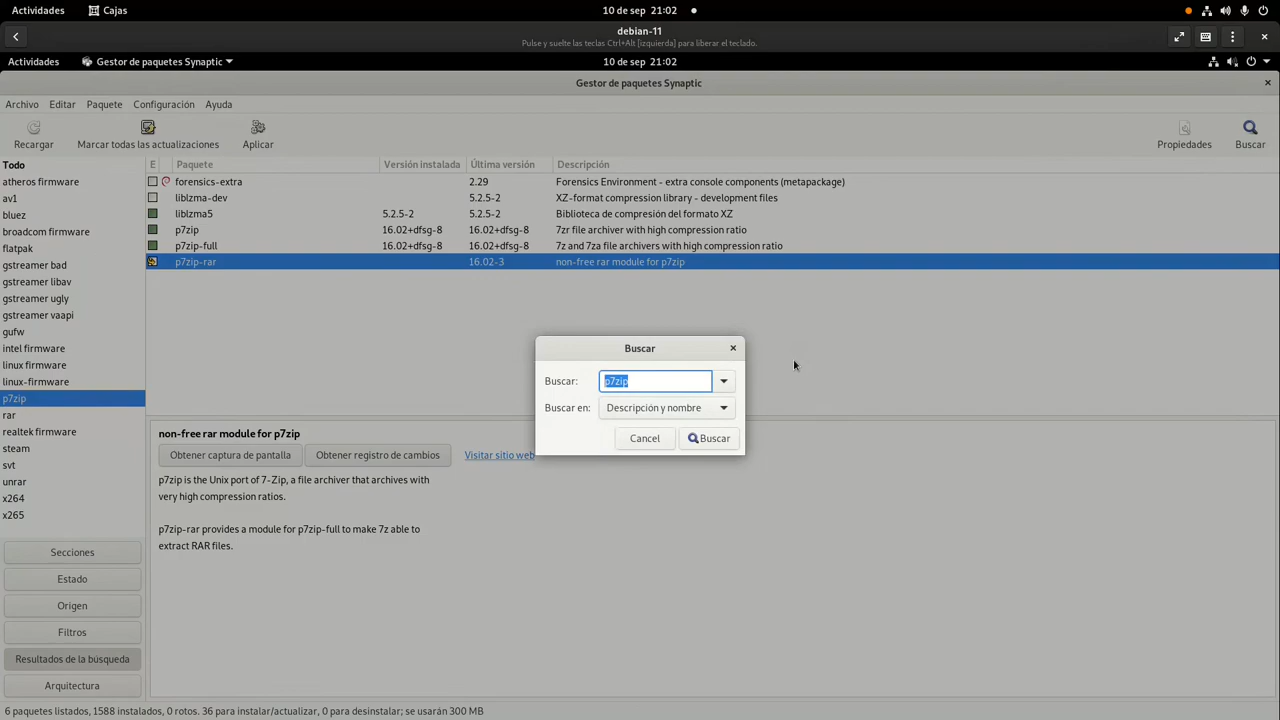 Actividades Cajas 10 de sep 21:02
debian-11
Pulse y suelte las teclas Ctrl+Alt [izquierda] para liberar el teclado.
Actividades Gestor de paquetes Synaptic 10 de sep 21:02
Gestor de paquetes Synaptic
Archivo Editar Paquete Configuración Ayuda
Recargar Marcar todas las actualizaciones Aplicar Propiedades Buscar
Todo
atheros firmware
av1
bluez
broadcom firmware
flatpak
gstreamer bad
gstreamer libav
gstreamer ugly
gstreamer vaapi
gufw
intel firmware
linux firmware
linux-firmware
p7zip
rar
realtek firmware
steam
svt
unrar
x264
x265
Secciones
Estado
Origen
Filtros
Resultados de la búsqueda
Arquitectura
E Paquete Versión instalada Última versión Descripción
forensics-extra 2.29 Forensics Environment - extra console components (metapackage)
liblzma-dev 5.2.5-2 XZ-format compression library - development files
liblzma5 5.2.5-2 5.2.5-2 Biblioteca de compresión del formato XZ
p7zip 16.02+dfsg-8 16.02+dfsg-8 7zr file archiver with high compression ratio
p7zip-full 16.02+dfsg-8 16.02+dfsg-8 7z and 7za file archivers with high compression ratio
p7zip-rar 16.02-3 non-free rar module for p7zip
Buscar
Buscar: p7zip
Buscar en: Descripción y nombre
Cancel Buscar
non-free rar module for p7zip
Obtener captura de pantalla Obtener registro de cambios Visitar sitio web
p7zip is the Unix port of 7-Zip, a file archiver that archives with
very high compression ratios.
p7zip-rar provides a module for p7zip-full to make 7z able to
extract RAR files.
6 paquetes listados, 1588 instalados, 0 rotos. 36 para instalar/actualizar, 0 para desinstalar; se usarán 300 MB